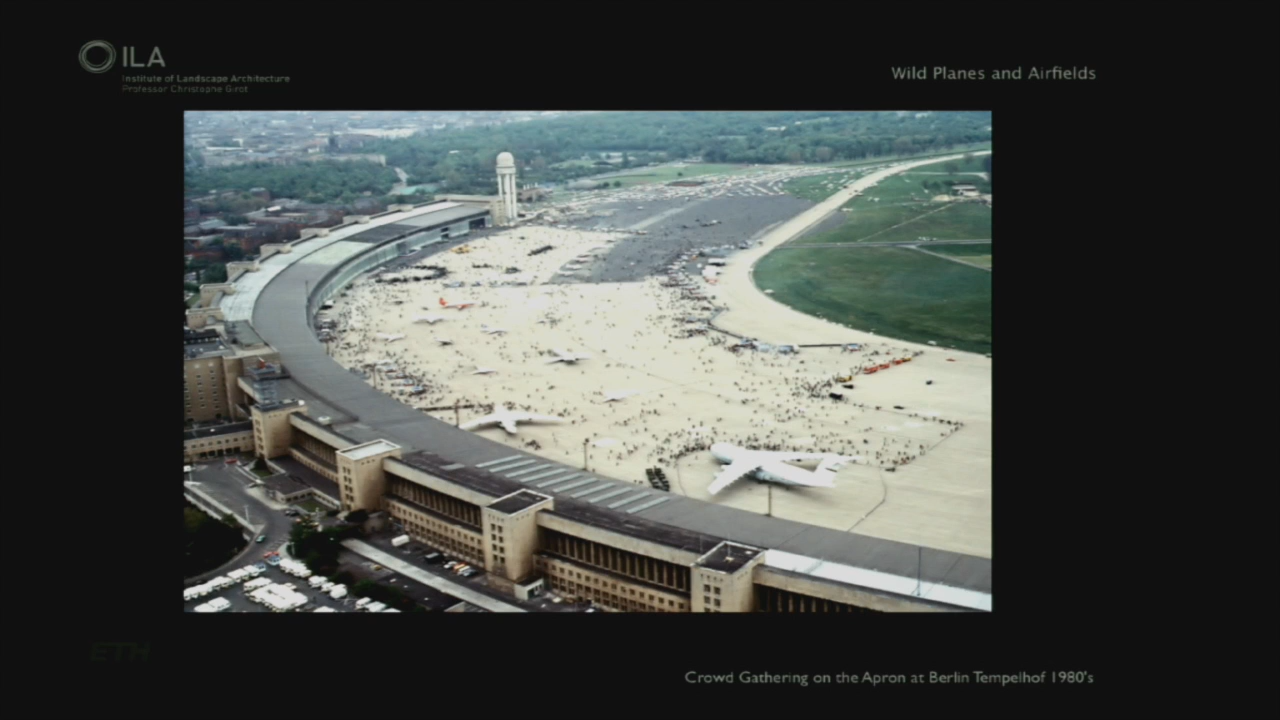 ILA
Institute of Landscape Architecture
Professor Christophe Girot
Wild Planes and Airfields
ETH
Crowd Gathering on the Apron at Berlin Tempelhof 1980's